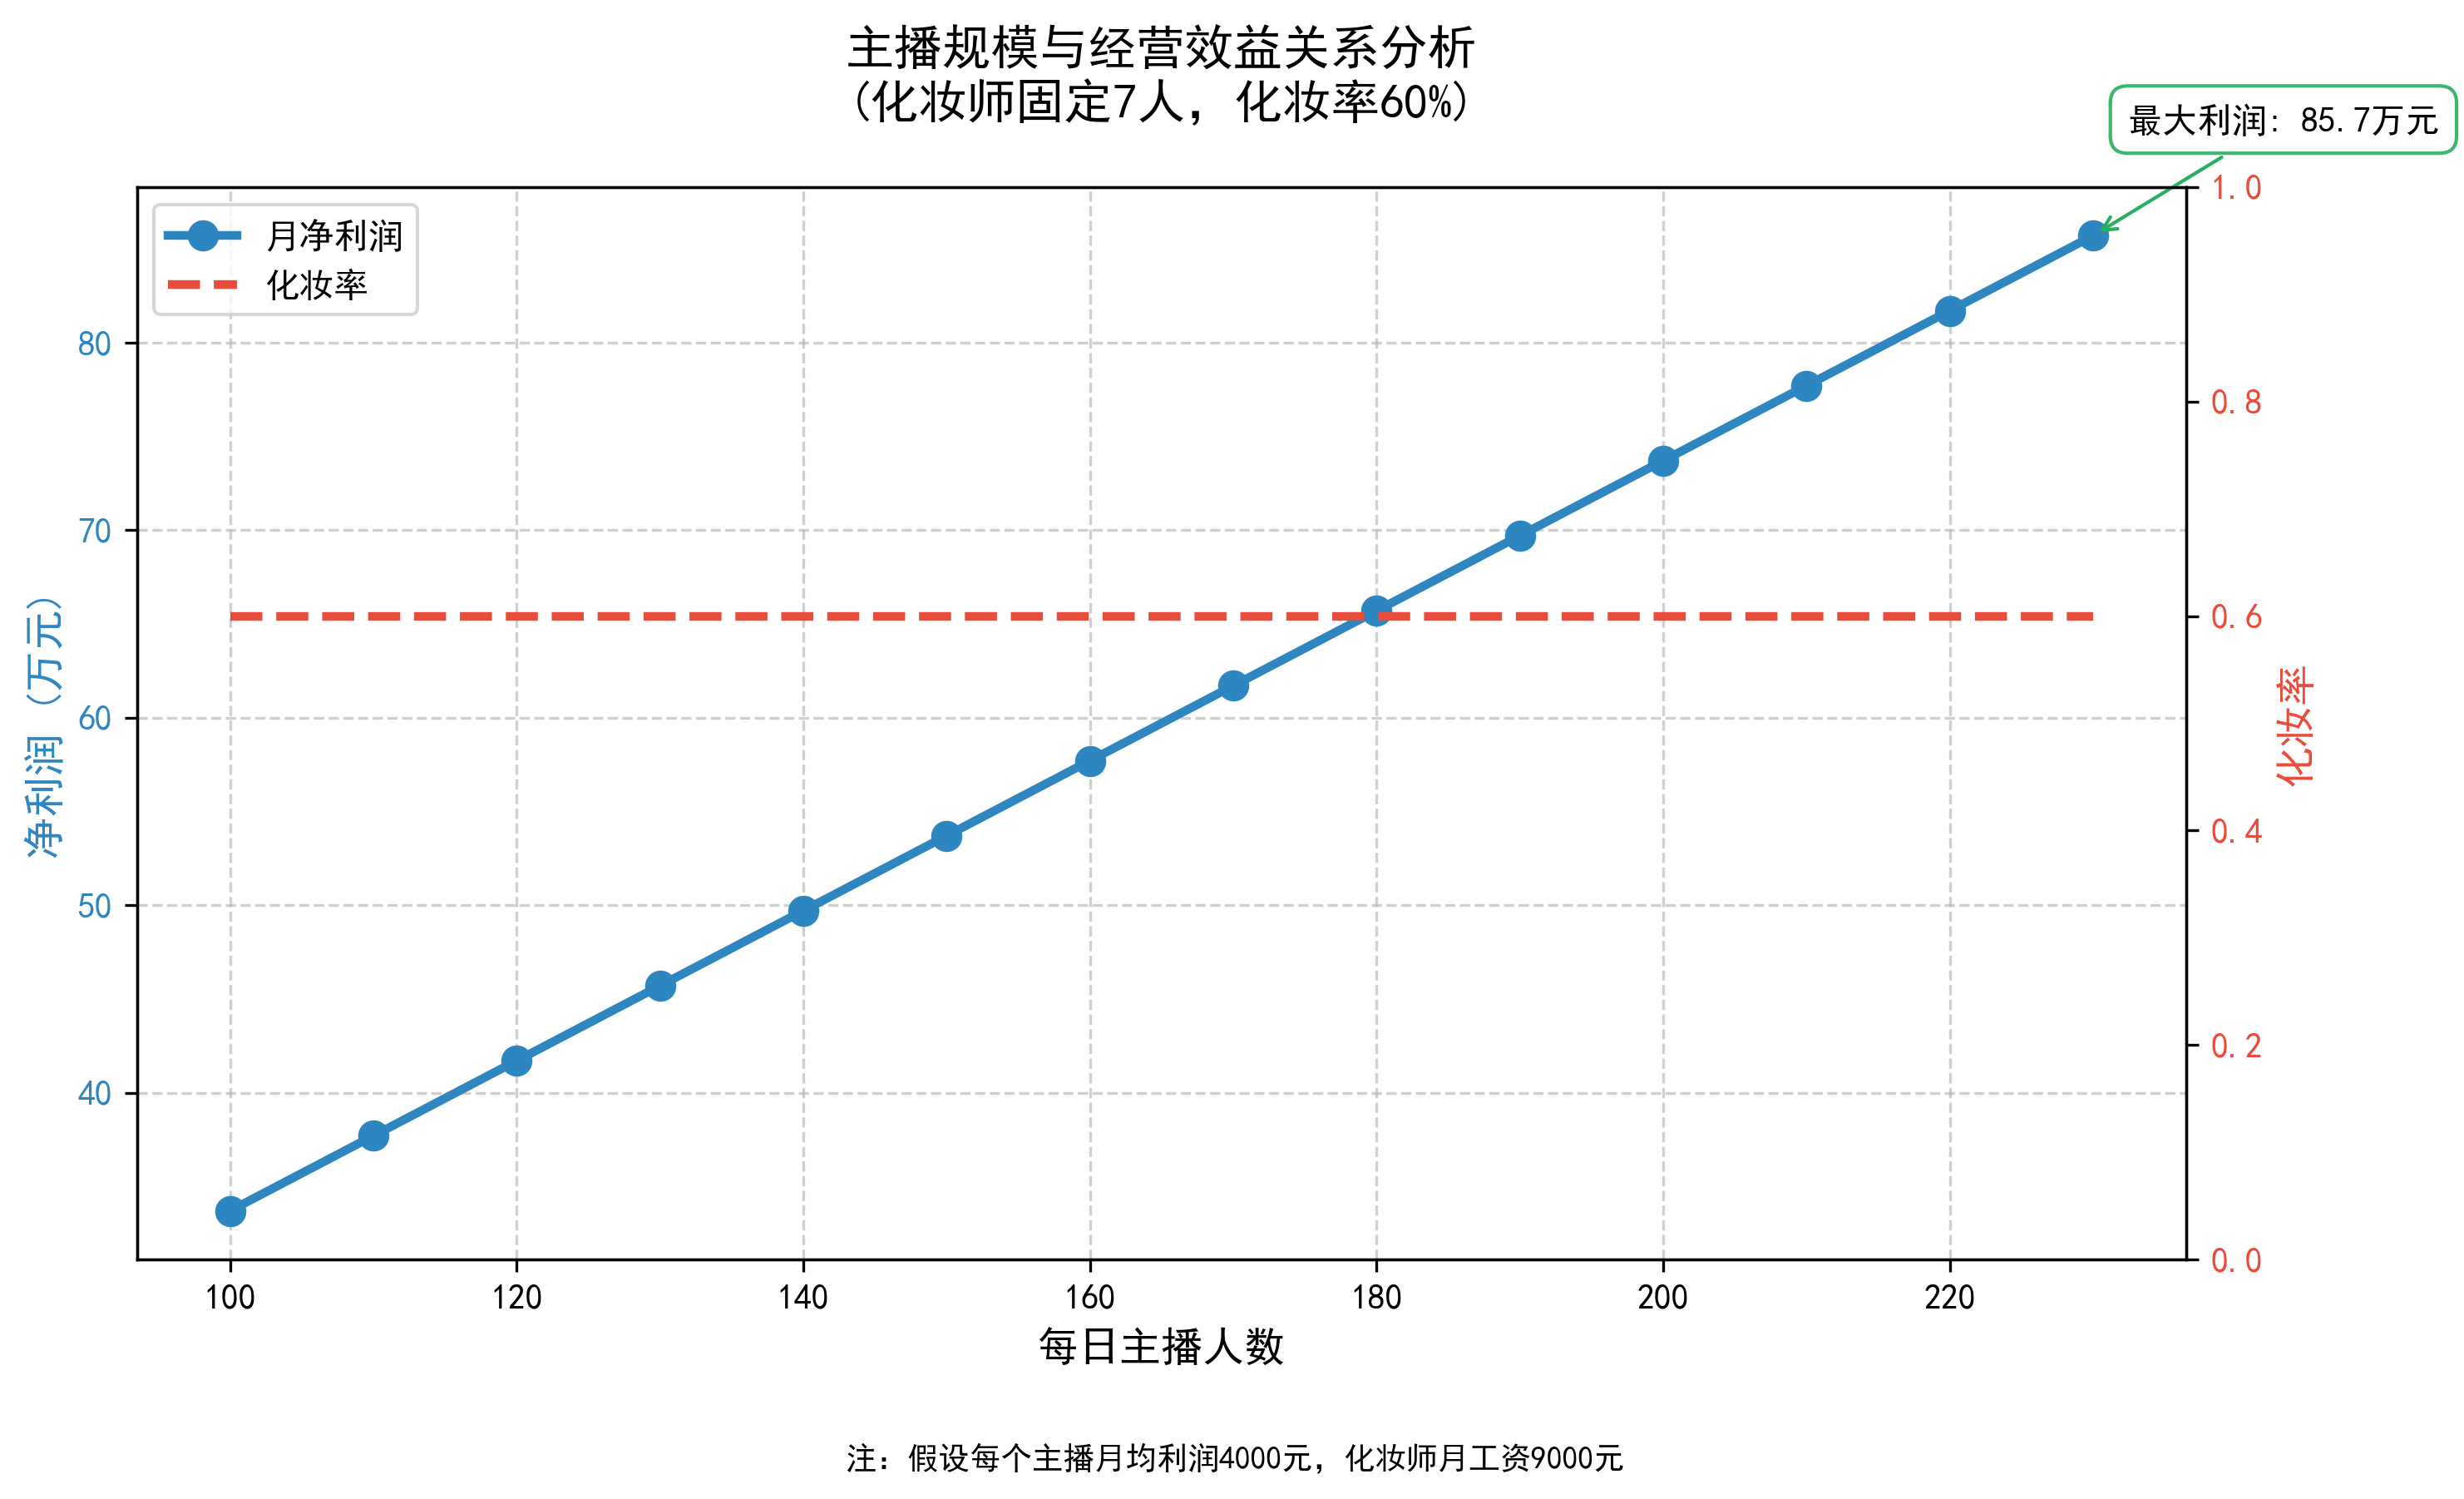 主播规模与经营效益关系分析
(化妆师固定7人，化妆率60%)
最大利润: 85.7万元
月净利润
化妆率
净利润 (万元)
80
70
60
50
40
1.0
0.8
0.6
0.4
0.2
0.0
化妆率
100 120 140 160 180 200 220
每日主播人数
注：假设每个主播月均利润4000元，化妆师月工资9000元